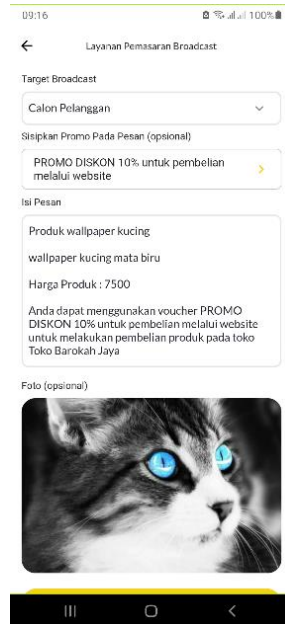 09:16
100%
Layanan Pemasaran Broadcast
Target Broadcast
Calon Pelanggan
Sisipkan Promo Pada Pesan (opsional)
PROMO DISKON 10% untuk pembelian
melalui website
Isi Pesan
Produk wallpaper kucing
wallpaper kucing mata biru
Harga Produk : 7500
Anda dapat menggunakan voucher PROMO
DISKON 10% untuk pembelian melalui website
untuk melakukan pembelian produk pada toko
Toko Barokah Jaya
Foto (opsional)